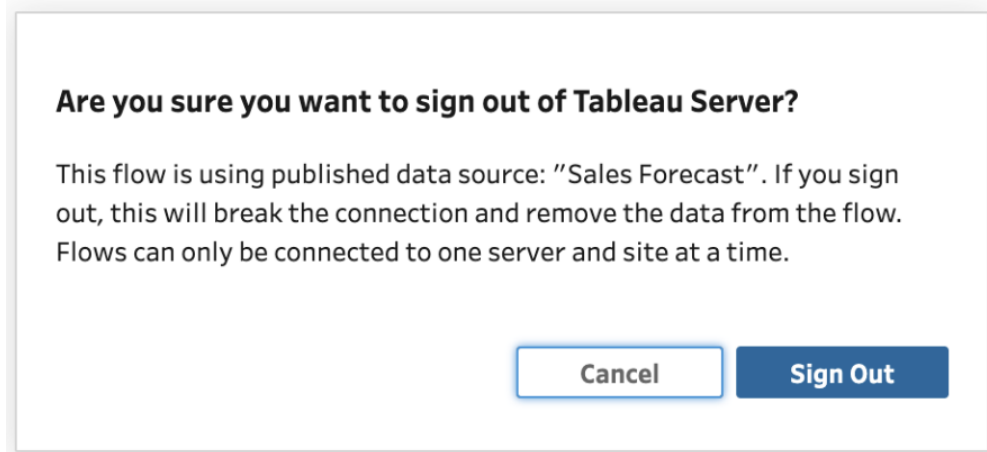 Are you sure you want to sign out of Tableau Server?
This flow is using published data source: "Sales Forecast". If you sign
out, this will break the connection and remove the data from the flow.
Flows can only be connected to one server and site at a time.
Cancel
Sign Out